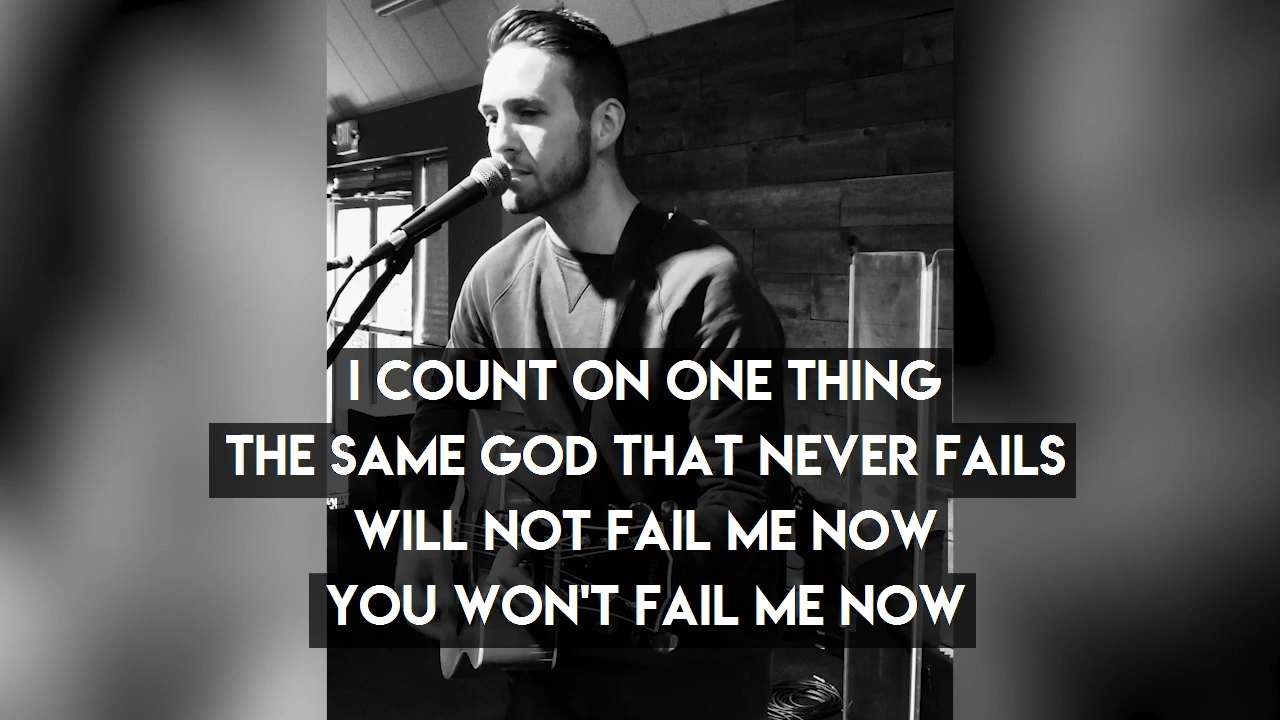 EXIT
I COUNT ON ONE THING
THE SAME GOD THAT NEVER FAILS
WILL NOT FAIL ME NOW
YOU WON'T FAIL ME NOW